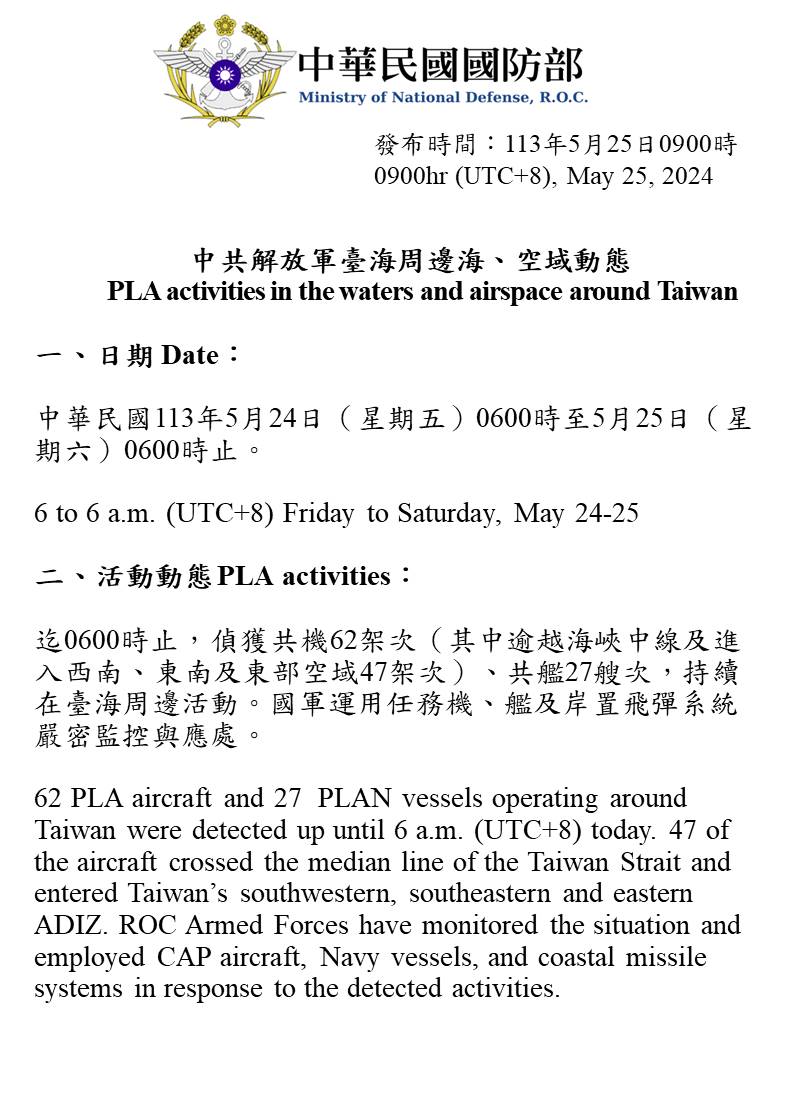 中華民國國防部
Ministry of National Defense, R.O.C.
發布時間：113年5月25日0900時
0900hr (UTC+8), May 25, 2024
中共解放軍臺海周邊海、空域動態
PLA activities in the waters and airspace around Taiwan
一、日期 Date：
中華民國113年5月24日（星期五）0600時至5月25日（星
期六）0600時止。
6 to 6 a.m. (UTC+8) Friday to Saturday, May 24-25
二、活動動態 PLA activities：
迄0600時止，偵獲共機62架次（其中逾越海峽中線及進
入西南、東南及東部空域47架次）、共艦27艘次，持續
在臺海周邊活動。國軍運用任務機、艦及岸置飛彈系統
嚴密監控與應處。
62 PLA aircraft and 27 PLAN vessels operating around
Taiwan were detected up until 6 a.m. (UTC+8) today. 47 of
the aircraft crossed the median line of the Taiwan Strait and
entered Taiwan’s southwestern, southeastern and eastern
ADIZ. ROC Armed Forces have monitored the situation and
employed CAP aircraft, Navy vessels, and coastal missile
systems in response to the detected activities.